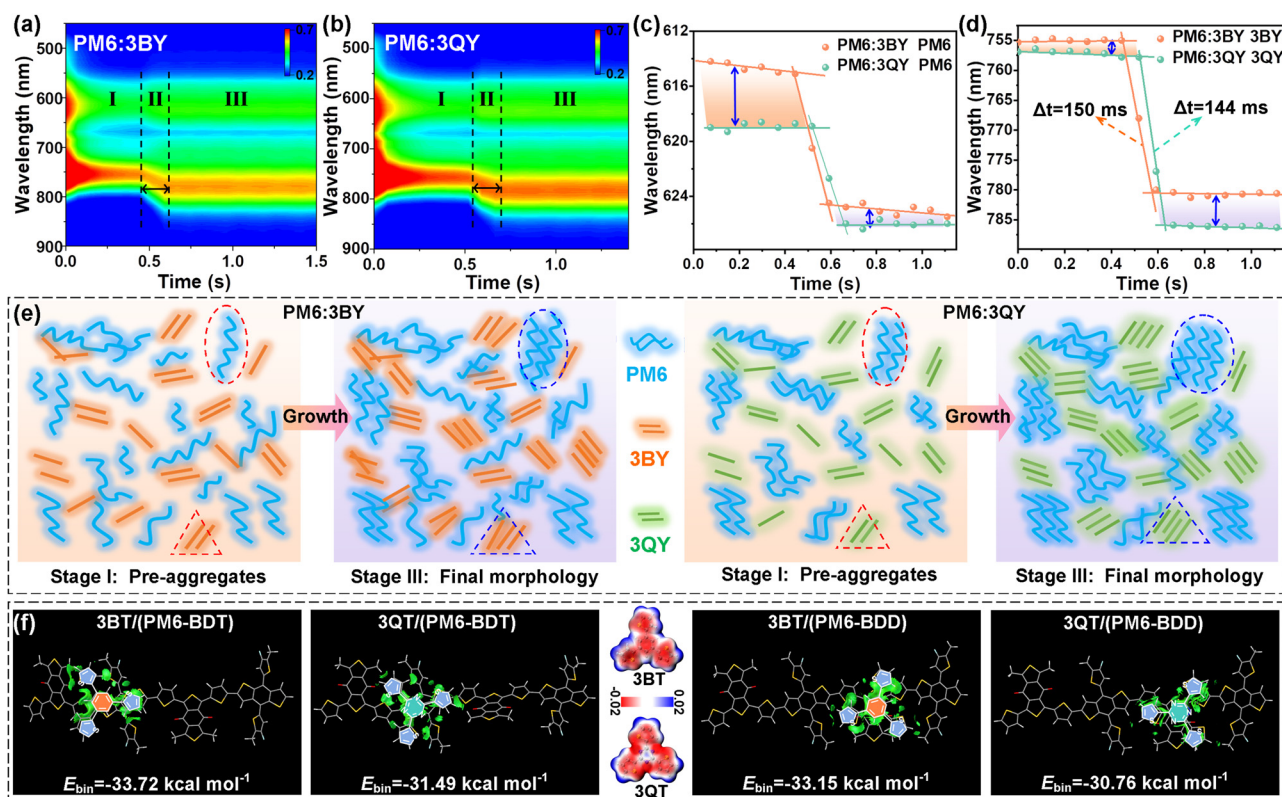 (a)
PM6:3BY
0.7
0.2
I
II
III
450
500
600
700
800
900
Wavelength (nm)
0.0
0.5
1.0
1.5
Time (s)
(b)
PM6:3QY
0.7
0.2
I
II
III
450
500
600
700
800
900
Wavelength (nm)
0.0
0.5
1.0
Time (s)
(c)
PM6:3BY PM6
PM6:3QY PM6
612
616
620
624
Wavelength (nm)
0.0
0.2
0.4
0.6
0.8
1.0
Time (s)
(d)
PM6:3BY 3BY
PM6:3QY 3QY
Δt=150 ms
Δt=144 ms
755
760
765
770
775
780
785
Wavelength (nm)
0.0
0.2
0.4
0.6
0.8
1.0
Time (s)
(e)
PM6:3BY
PM6:3QY
Growth
PM6
3BY
3QY
Growth
Stage I: Pre-aggregates
Stage III: Final morphology
Stage I: Pre-aggregates
Stage III: Final morphology
(f)
3BT/(PM6-BDT)
Ebin=-33.72 kcal mol-1
3QT/(PM6-BDT)
Ebin=-31.49 kcal mol-1
3BT
-0.02
0.02
3QT
3BT/(PM6-BDD)
Ebin=-33.15 kcal mol-1
3QT/(PM6-BDD)
Ebin=-30.76 kcal mol-1